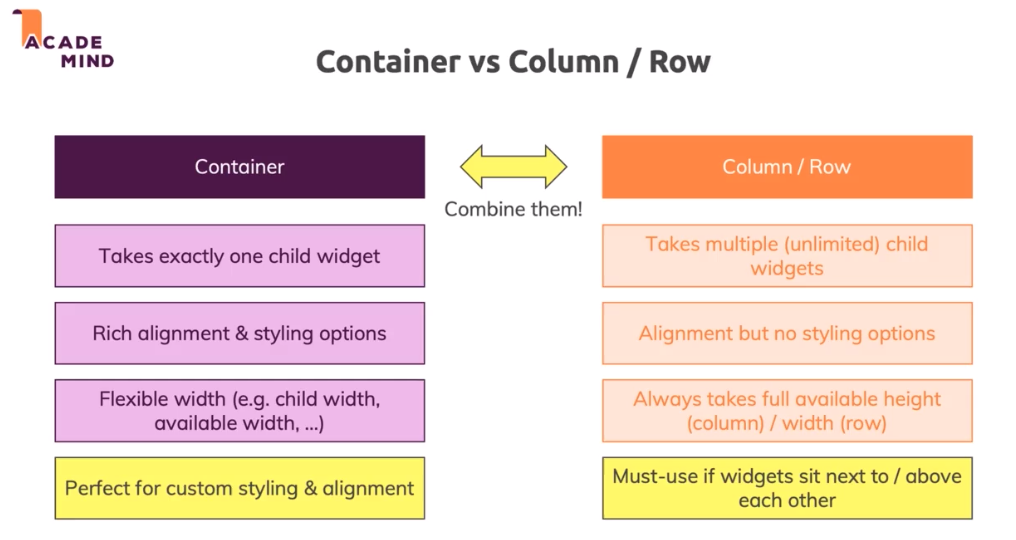 ACADE
MIND
Container vs Column / Row
Container
Column / Row
Combine them!
Takes exactly one child widget
Takes multiple (unlimited) child
widgets
Rich alignment & styling options
Alignment but no styling options
Flexible width (e.g. child width,
available width, ...)
Always takes full available height
(column) / width (row)
Perfect for custom styling & alignment
Must-use if widgets sit next to / above
each other